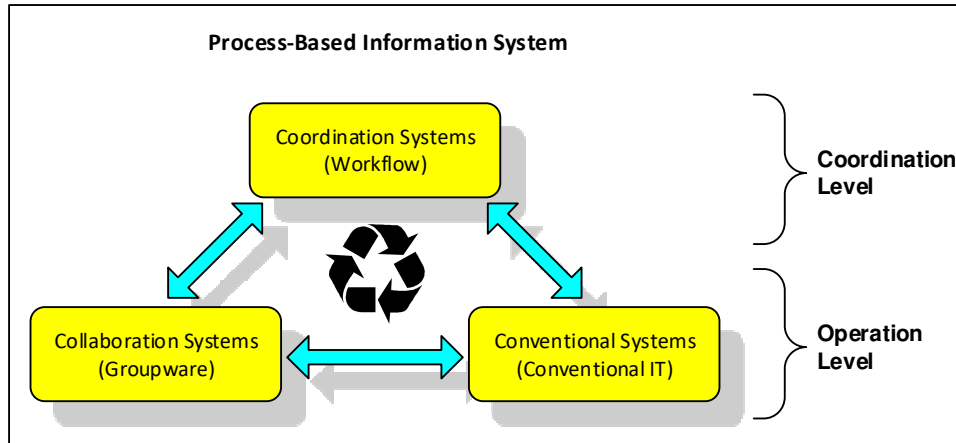 Process-Based Information System
Coordination Systems
(Workflow)
Coordination
Level
Collaboration Systems
(Groupware)
Conventional Systems
(Conventional IT)
Operation
Level